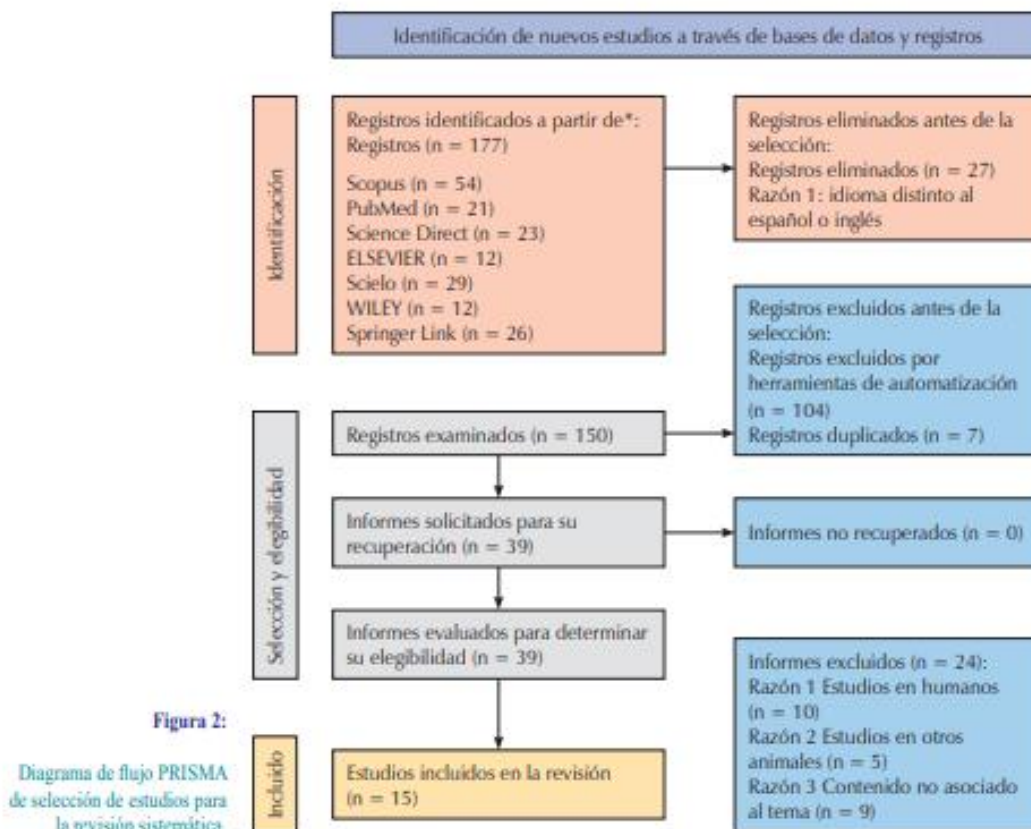 Identificación de nuevos estudios a través de bases de datos y registros
Identificación
Registros identificados a partir de*:
Registros (n = 177)
Scopus (n = 54)
PubMed (n = 21)
Science Direct (n = 23)
ELSEVIER (n = 12)
Scielo (n = 29)
WILEY (n = 12)
Springer Link (n = 26)
Registros eliminados antes de la
selección:
Registros eliminados (n = 27)
Razón 1: idioma distinto al
español o inglés
Registros excluidos antes de la
selección:
Registros excluidos por
herramientas de automatización
(n = 104)
Registros duplicados (n = 7)
Selección y elegibilidad
Registros examinados (n = 150)
Informes solicitados para su
recuperación (n = 39)
Informes no recuperados (n = 0)
Informes evaluados para determinar
su elegibilidad (n = 39)
Informes excluidos (n = 24):
Razón 1 Estudios en humanos
(n = 10)
Razón 2 Estudios en otros
animales (n = 5)
Razón 3 Contenido no asociado
al tema (n = 9)
Incluido
Estudios incluidos en la revisión
(n = 15)
Figura 2:
Diagrama de flujo PRISMA
de selección de estudios para
la revisión sistemática.